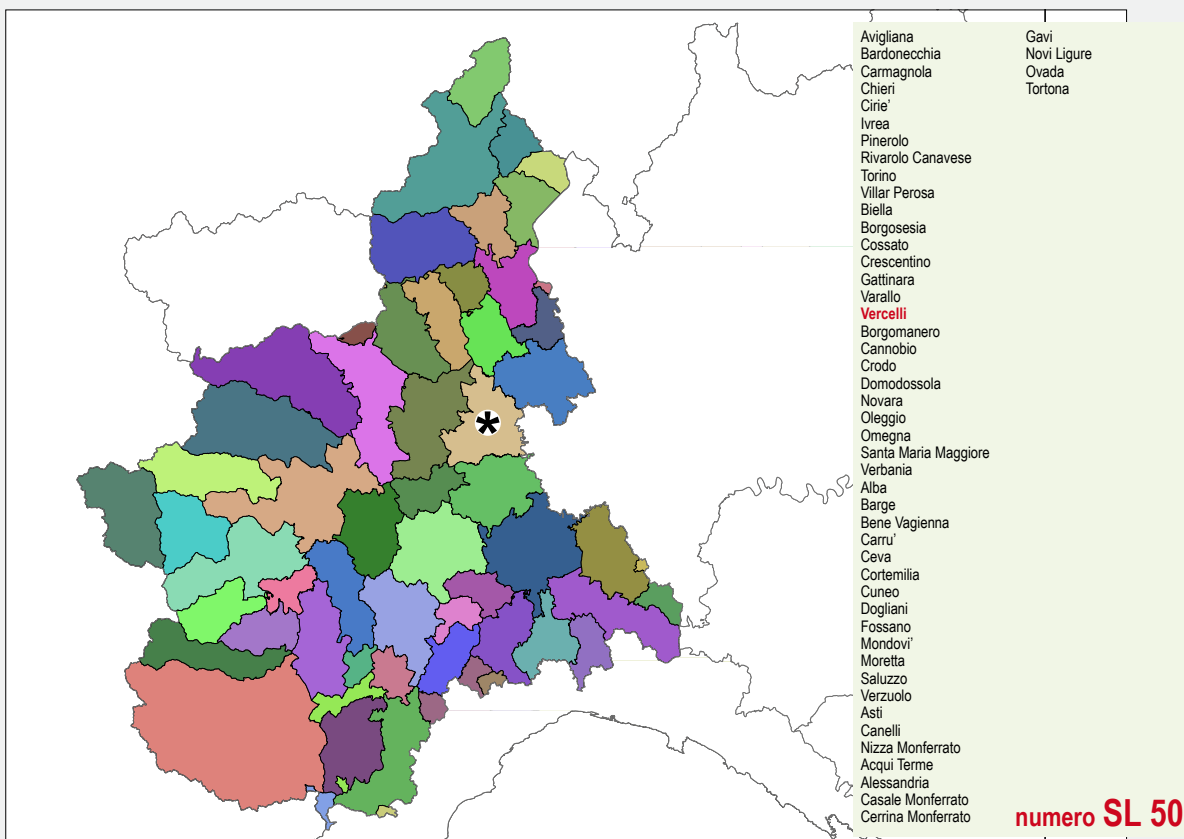 Avigliana
Bardonecchia
Carmagnola
Chieri
Cirie'
Ivrea
Pinerolo
Rivarolo Canavese
Torino
Villar Perosa
Biella
Borgosesia
Cossato
Crescentino
Gattinara
Varallo
Vercelli
Borgomanero
Cannobio
Crodo
Domodossola
Novara
Oleggio
Omegna
Santa Maria Maggiore
Verbania
Alba
Barge
Bene Vagienna
Carru'
Ceva
Cortemilia
Cuneo
Dogliani
Fossano
Mondovi'
Moretta
Saluzzo
Verzuolo
Asti
Canelli
Nizza Monferrato
Acqui Terme
Alessandria
Casale Monferrato
Cerrina Monferrato
Gavi
Novi Ligure
Ovada
Tortona
numero SL 50